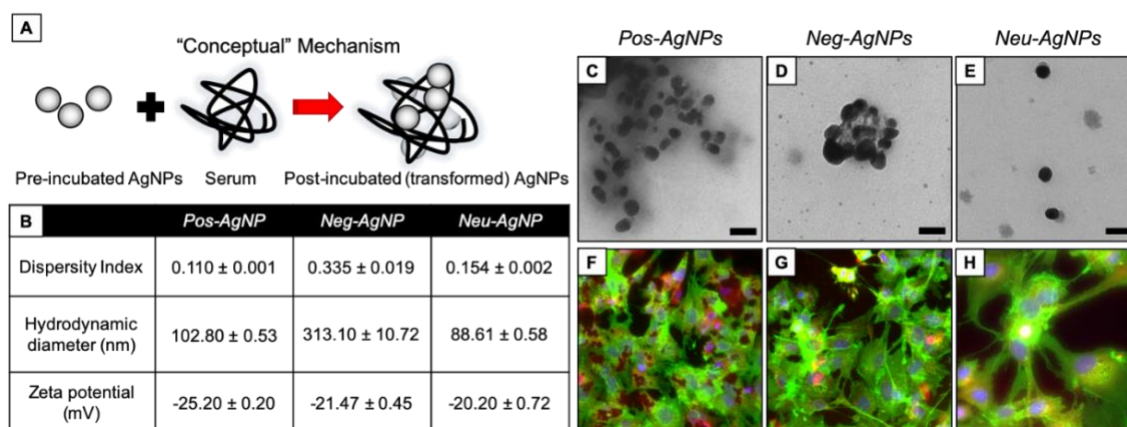 A
"Conceptual" Mechanism
Pre-incubated AgNPs Serum Post-incubated (transformed) AgNPs
B Pos-AgNP Neg-AgNP Neu-AgNP
Dispersity Index 0.110 ± 0.001 0.335 ± 0.019 0.154 ± 0.002
Hydrodynamic
diameter (nm) 102.80 ± 0.53 313.10 ± 10.72 88.61 ± 0.58
Zeta potential
(mV) -25.20 ± 0.20 -21.47 ± 0.45 -20.20 ± 0.72
Pos-AgNPs Neg-AgNPs Neu-AgNPs
C D E
F G H